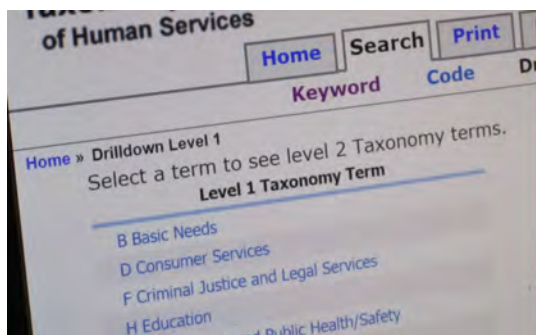 of Human Services
Home Search Print
Keyword Code
Home » Drilldown Level 1
Select a term to see level 2 Taxonomy terms.
Level 1 Taxonomy Term
B Basic Needs
D Consumer Services
F Criminal Justice and Legal Services
H Education
Public Health/Safety